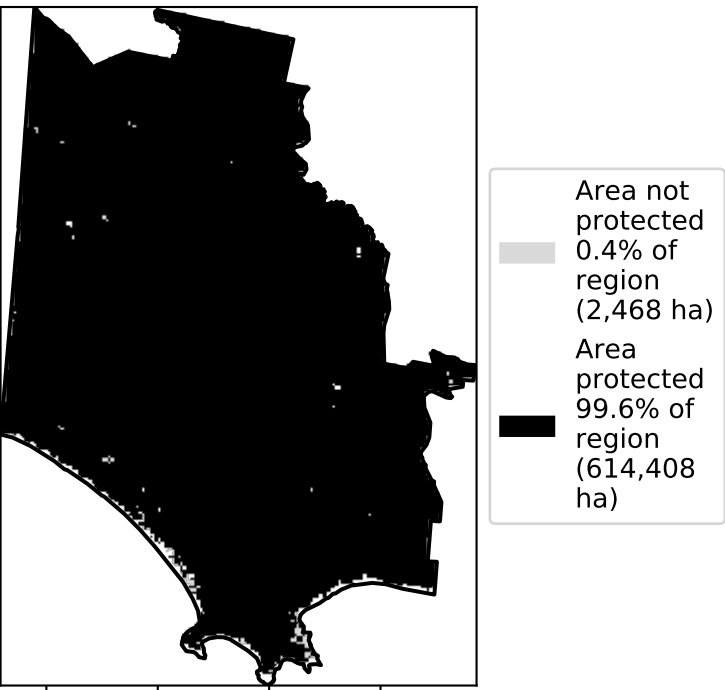 Area not
protected
0.4% of
region
(2,468 ha)
Area
protected
99.6% of
region
(614,408
ha)